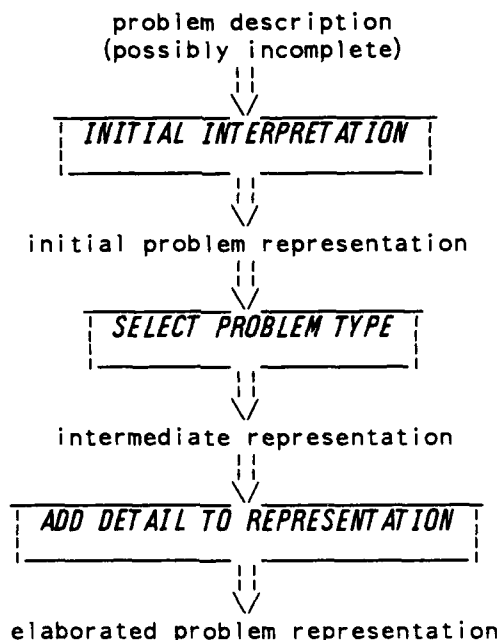 problem description
(possibly incomplete)
INITIAL INTERPRETATION
initial problem representation
SELECT PROBLEM TYPE
intermediate representation
ADD DETAIL TO REPRESENTATION
elaborated problem representation